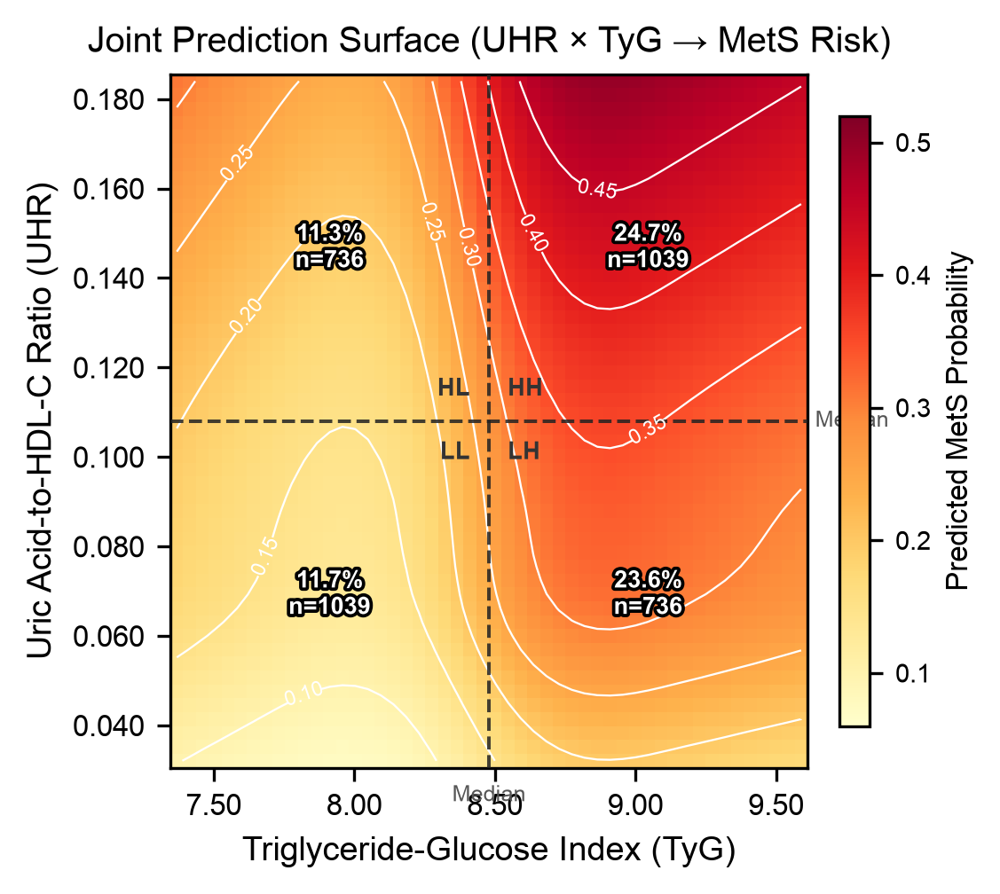 Joint Prediction Surface (UHR × TyG → MetS Risk)
Uric Acid-to-HDL-C Ratio (UHR)
0.180
0.160
0.140
0.120
0.100
0.080
0.060
0.040
0.25
0.20
0.15
0.10
0.25
0.30
0.40
0.45
0.35
11.3%
n=736
24.7%
n=1039
HL
HH
LL
LH
11.7%
n=1039
23.6%
n=736
Median
Median
7.50
8.00
8.50
9.00
9.50
Triglyceride-Glucose Index (TyG)
0.5
0.4
0.3
0.2
0.1
Predicted MetS Probability